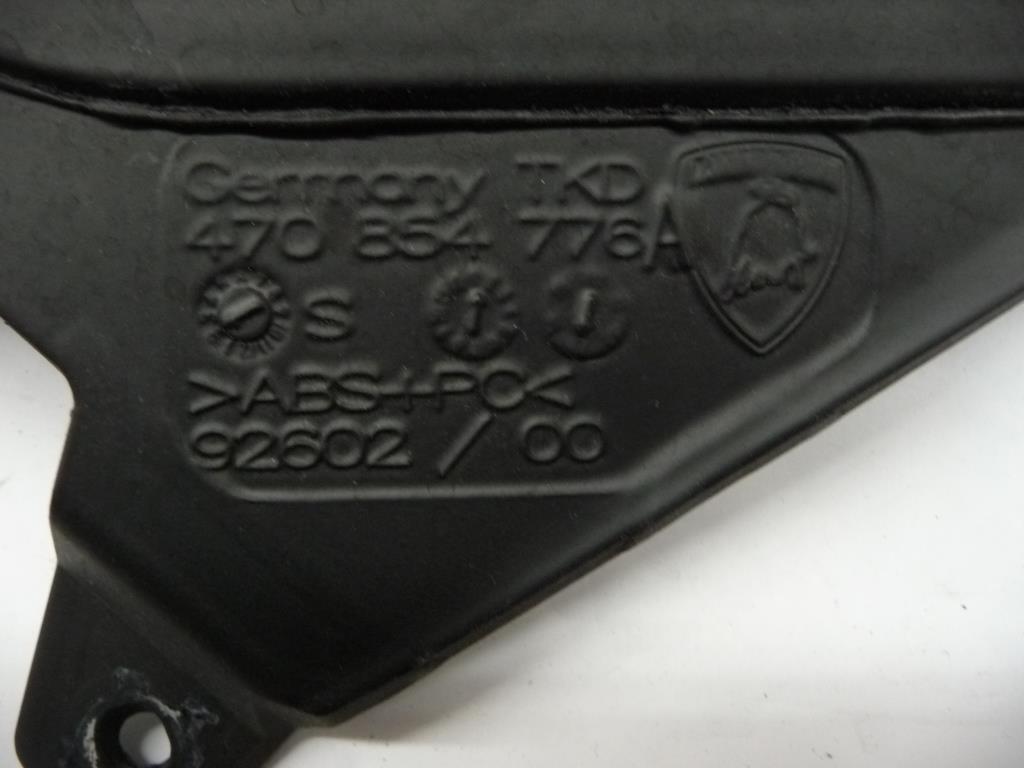 Germany TKD
470 854 776A
S
>ABS+PC<
92602 / 00